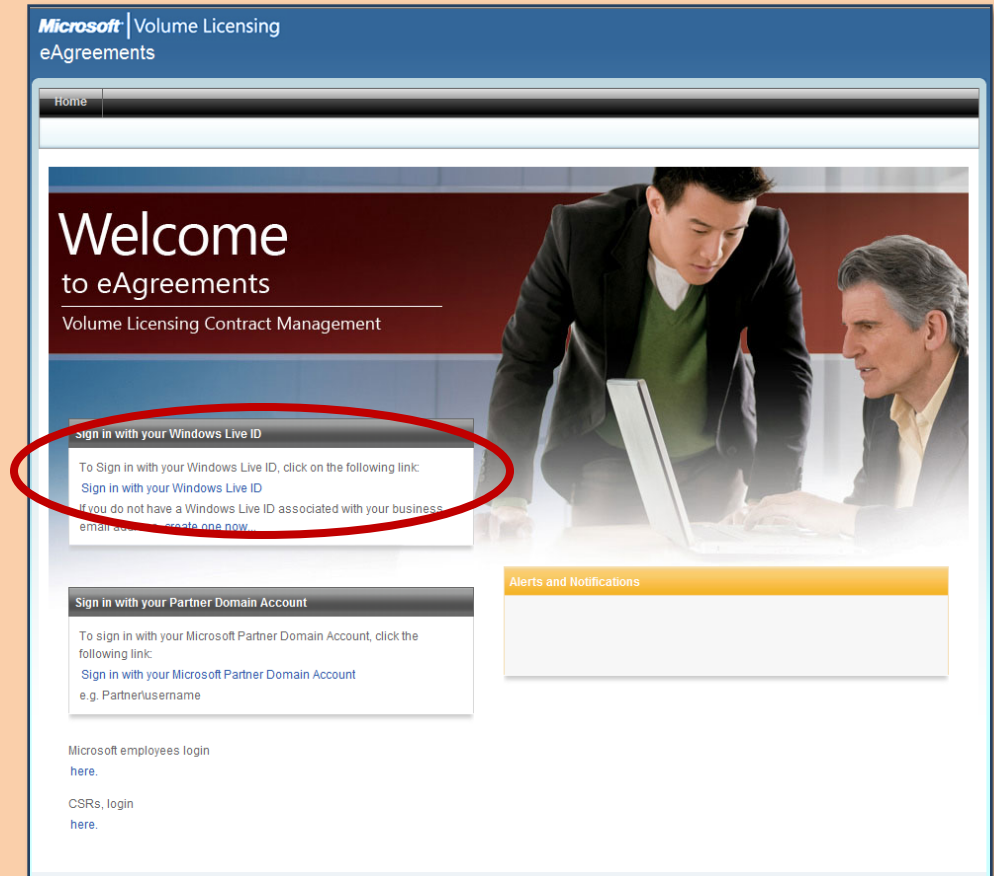 Microsoft Volume Licensing
eAgreements
Home
Welcome
to eAgreements
Volume Licensing Contract Management
Sign in with your Windows Live ID
To Sign in with your Windows Live ID, click on the following link:
Sign in with your Windows Live ID
If you do not have a Windows Live ID associated with your business
email address, create one now...
Alerts and Notifications
Sign in with your Partner Domain Account
To sign in with your Microsoft Partner Domain Account, click the
following link:
Sign in with your Microsoft Partner Domain Account
e.g. Partner\username
Microsoft employees login
here.
CSRs, login
here.